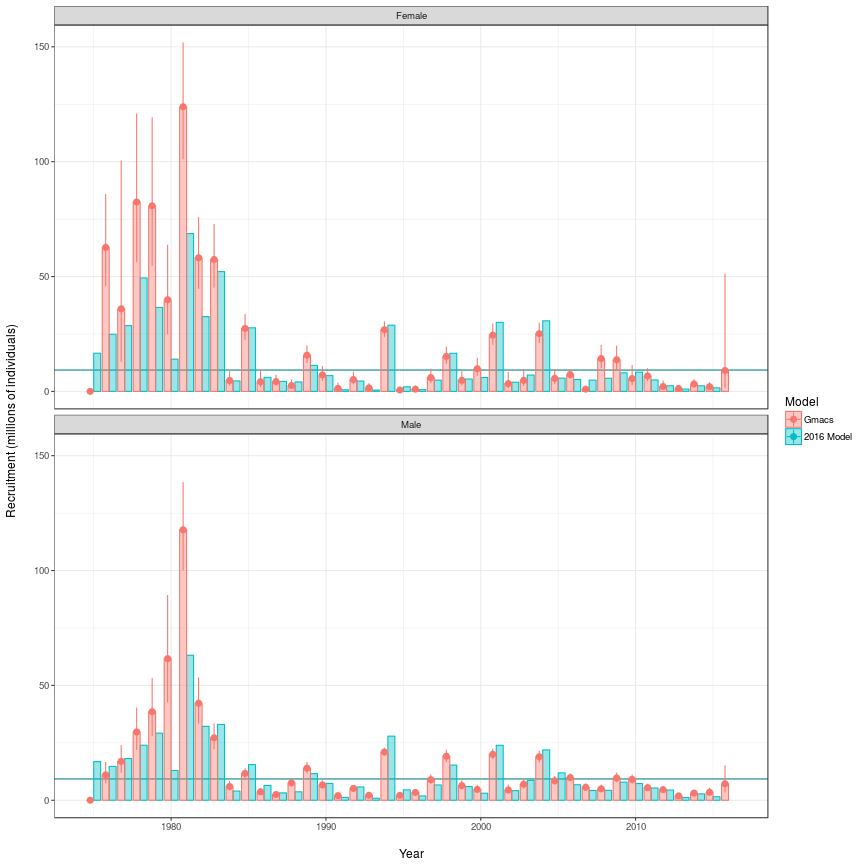 Female
150
100
50
0
Male
150
100
50
0
1980 1990 2000 2010
Year
Recruitment (millions of individuals)
Model
Gmacs
2016 Model